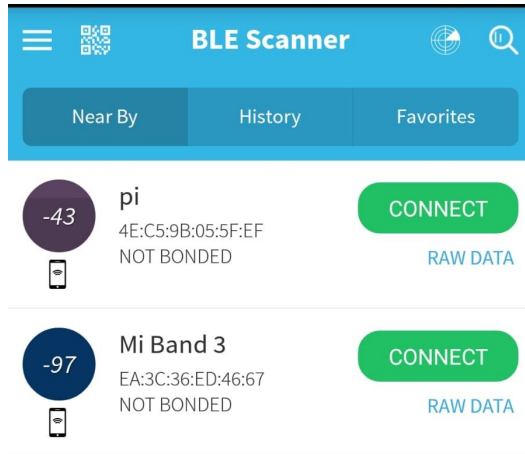 BLE Scanner
Near By History Favorites
-43
pi
4E:C5:9B:05:5F:EF
NOT BONDED
CONNECT
RAW DATA
-97
Mi Band 3
EA:3C:36:ED:46:67
NOT BONDED
CONNECT
RAW DATA